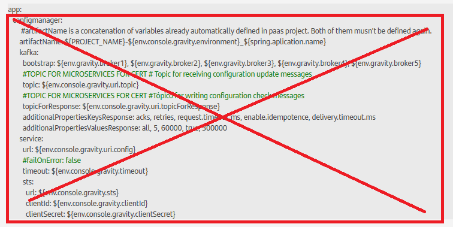 app:
configmanager:
#artifactName is a concatenation of variables already automatically defined in paas project. Both of them musn't be defined again.
artifactName: ${PROJECT_NAME}-${env.console.gravity.environment}_${spring.aplication.name}
kafka:
bootstrap: ${env.gravity.broker1}, ${env.gravity.broker2}, ${env.gravity.broker3}, ${env.gravity.broker4}, ${env.gravity.broker5}
#TOPIC FOR MICROSERVICES FOR CERT # Topic for receiving configuration update messages
topic: ${env.console.gravity.uri.topic}
#TOPIC FOR MICROSERVICES FOR CERT #Topico for writing configuration check messages
topicForResponse: ${env.console.gravity.uri.topicForResponse}
additionalPropertiesKeysResponse: acks, retries, request.timeout.ms, enable.idempotence, delivery.timeout.ms
additionalPropertiesValuesResponse: all, 5, 60000, true, 300000
service:
url: ${env.console.gravity.uri.config}
#failOnError: false
timeout: ${env.console.gravity.timeout}
sts:
url: ${env.console.gravity.sts}
clientId: ${env.console.gravity.clientId}
clientSecret: ${env.console.gravity.clientSecret}